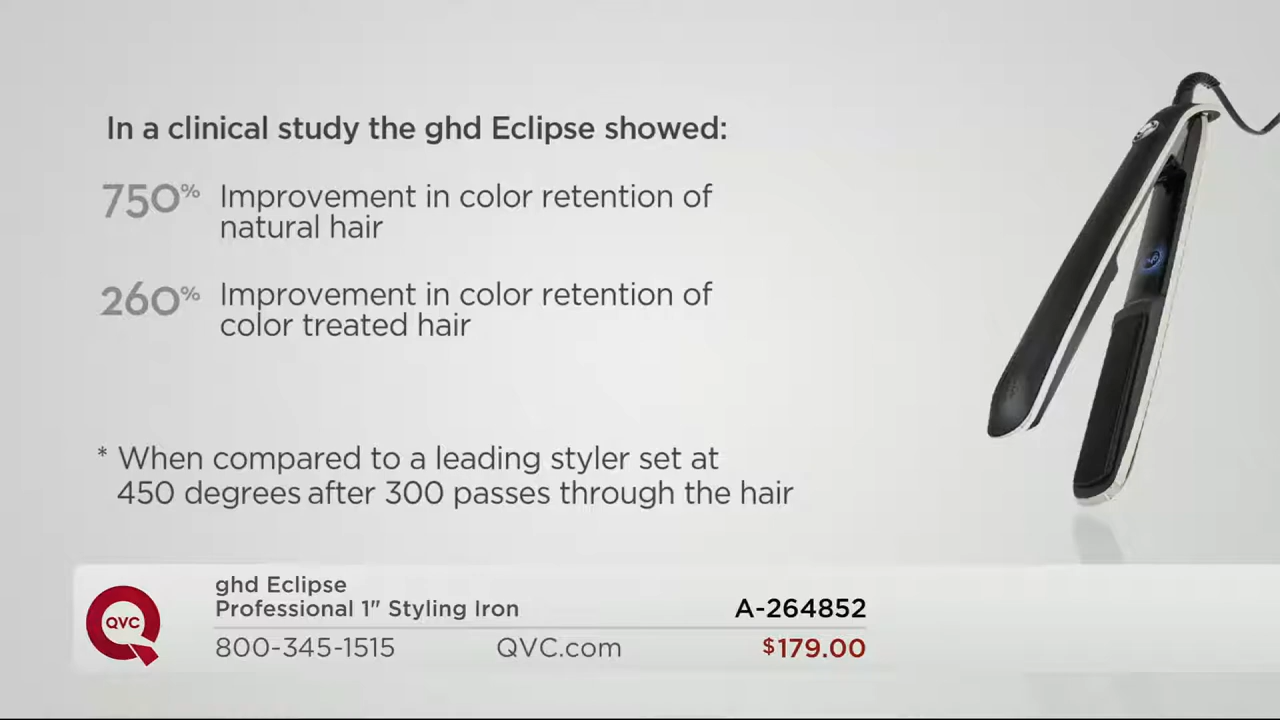 In a clinical study the ghd Eclipse showed:
750% Improvement in color retention of
natural hair
260% Improvement in color retention of
color treated hair
* When compared to a leading styler set at
450 degrees after 300 passes through the hair
QVC
ghd Eclipse
Professional 1" Styling Iron
A-264852
800-345-1515
QVC.com
$179.00